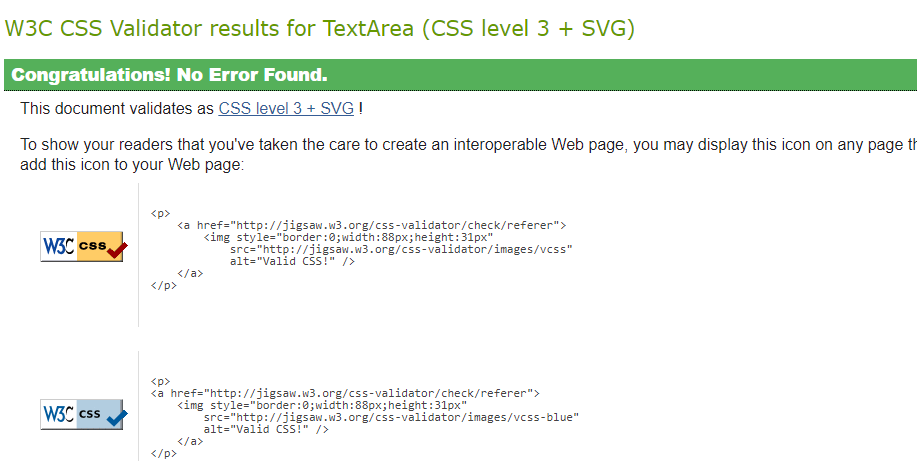 W3C CSS Validator results for TextArea (CSS level 3 + SVG)
Congratulations! No Error Found.
This document validates as CSS level 3 + SVG !
To show your readers that you've taken the care to create an interoperable Web page, you may display this icon on any page
add this icon to your Web page:
W3C css
<p>
<a href="http://jigsaw.w3.org/css-validator/check/referer">
<img style="border:0;width:88px;height:31px"
src="http://jigsaw.w3.org/css-validator/images/vcss"
alt="Valid CSS!" />
</a>
</p>
W3C css
<p>
<a href="http://jigsaw.w3.org/css-validator/check/referer">
<img style="border:0;width:88px;height:31px"
src="http://jigsaw.w3.org/css-validator/images/vcss-blue"
alt="Valid CSS!" />
</a>
</p>